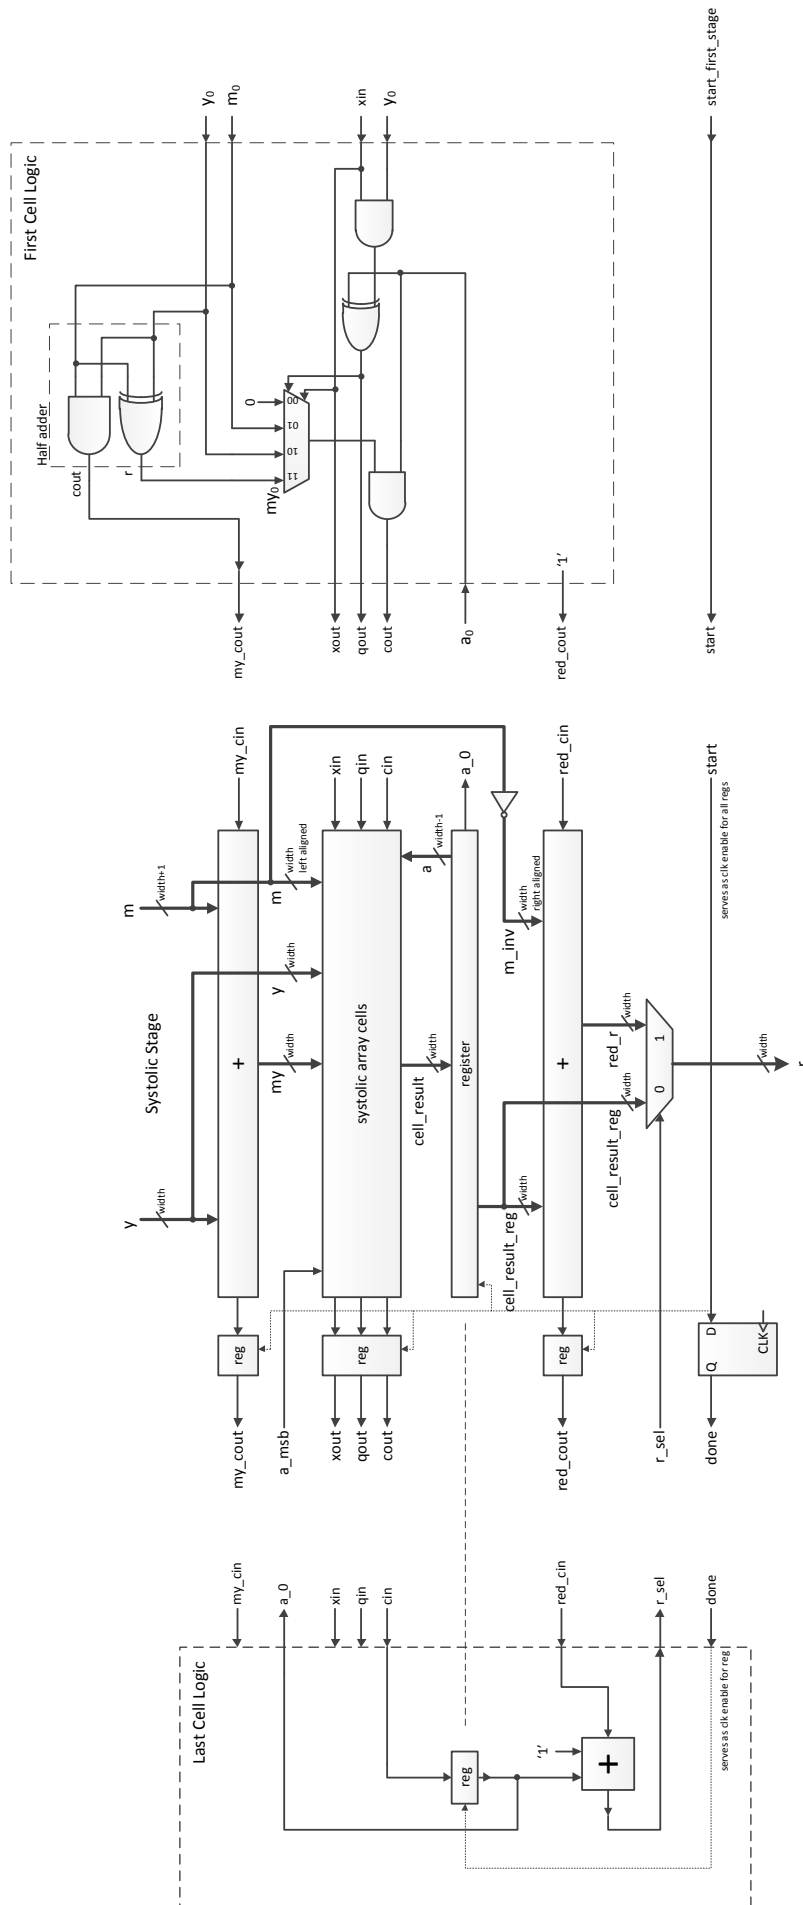 First Cell Logic
y0
m0
xin
y0
start_first_stage
Half adder
cout
r
my0
0
00
01
10
11
my_cout
xout
qout
cout
a0
red_cout
‘1’
start
Systolic Stage
m
width+1
y
width
+
my_cin
my
width
y
width
m
width
left aligned
systolic array cells
xin
qin
cin
cell_result
width
a
width-1
register
a_0
m_inv
width
right aligned
cell_result_reg
width
+
red_cin
cell_result_reg
width
red_r
width
0
1
width
r
start
serves as clk enable for all regs
reg
reg
reg
my_cout
a_msb
xout
qout
cout
red_cout
r_sel
D
Q
CLK
done
Last Cell Logic
my_cin
a_0
xin
qin
cin
red_cin
r_sel
done
reg
‘1’
+
serves as clk enable for reg